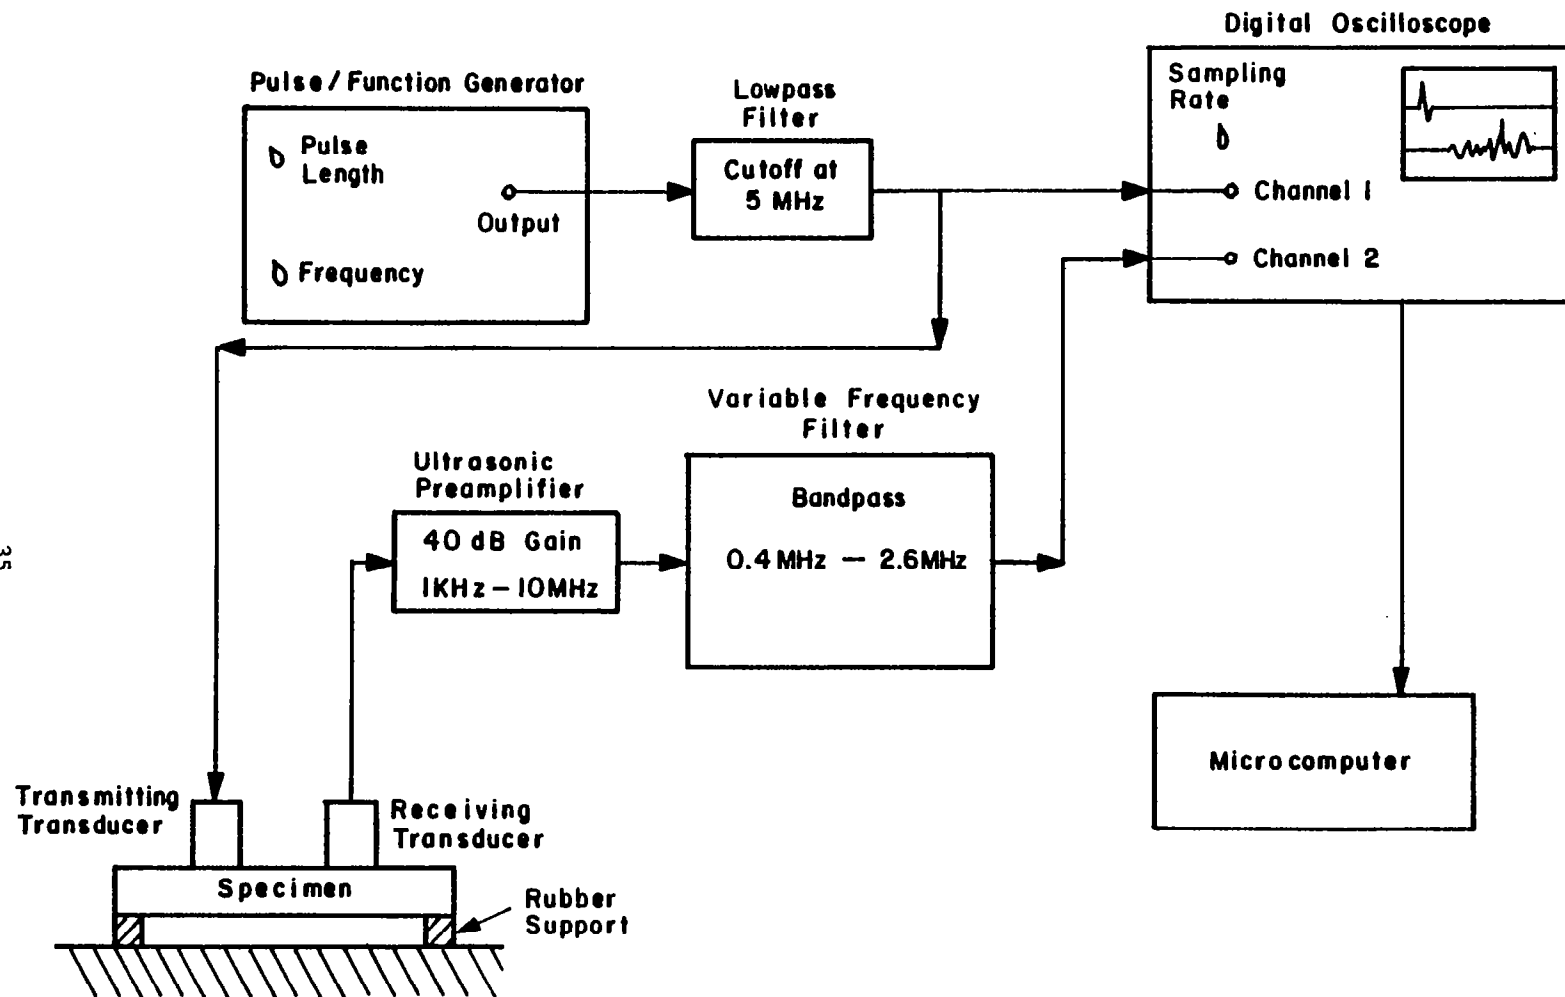 Digital Oscilloscope
Pulse/Function Generator
Lowpass
Filter
Sampling
Rate
Pulse
Length
Cutoff at
5 MHz
Output
Channel 1
Frequency
Channel 2
Variable Frequency
Filter
Ultrasonic
Preamplifier
Bandpass
40 dB Gain
0.4 MHz — 2.6MHz
1KHz – 10MHz
35
Microcomputer
Transmitting
Transducer
Receiving
Transducer
Specimen
Rubber
Support